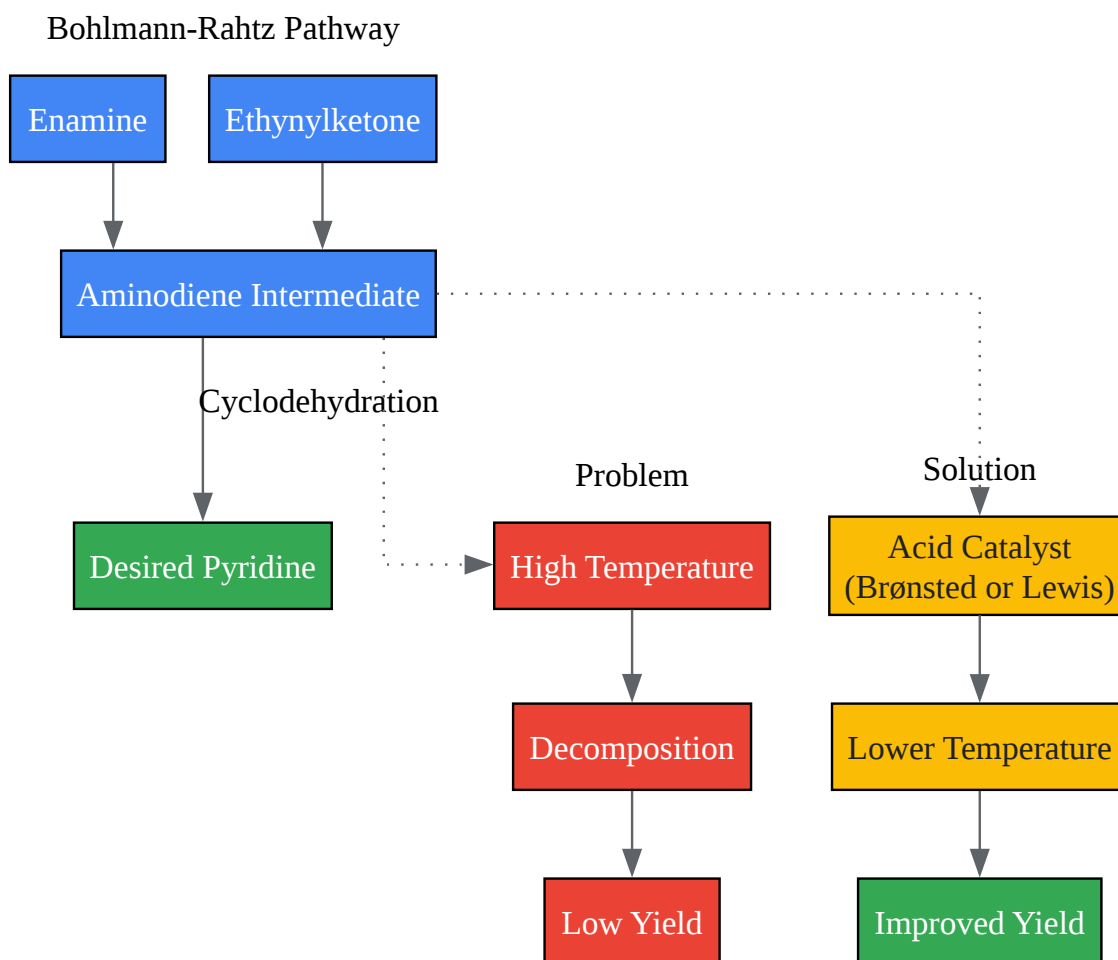 Bohlmann-Rahtz Pathway
Enamine
Ethynylketone
Aminodiene Intermediate
Cyclodehydration
Problem
Solution
Desired Pyridine
High Temperature
Acid Catalyst
(Brønsted or Lewis)
Decomposition
Lower Temperature
Low Yield
Improved Yield